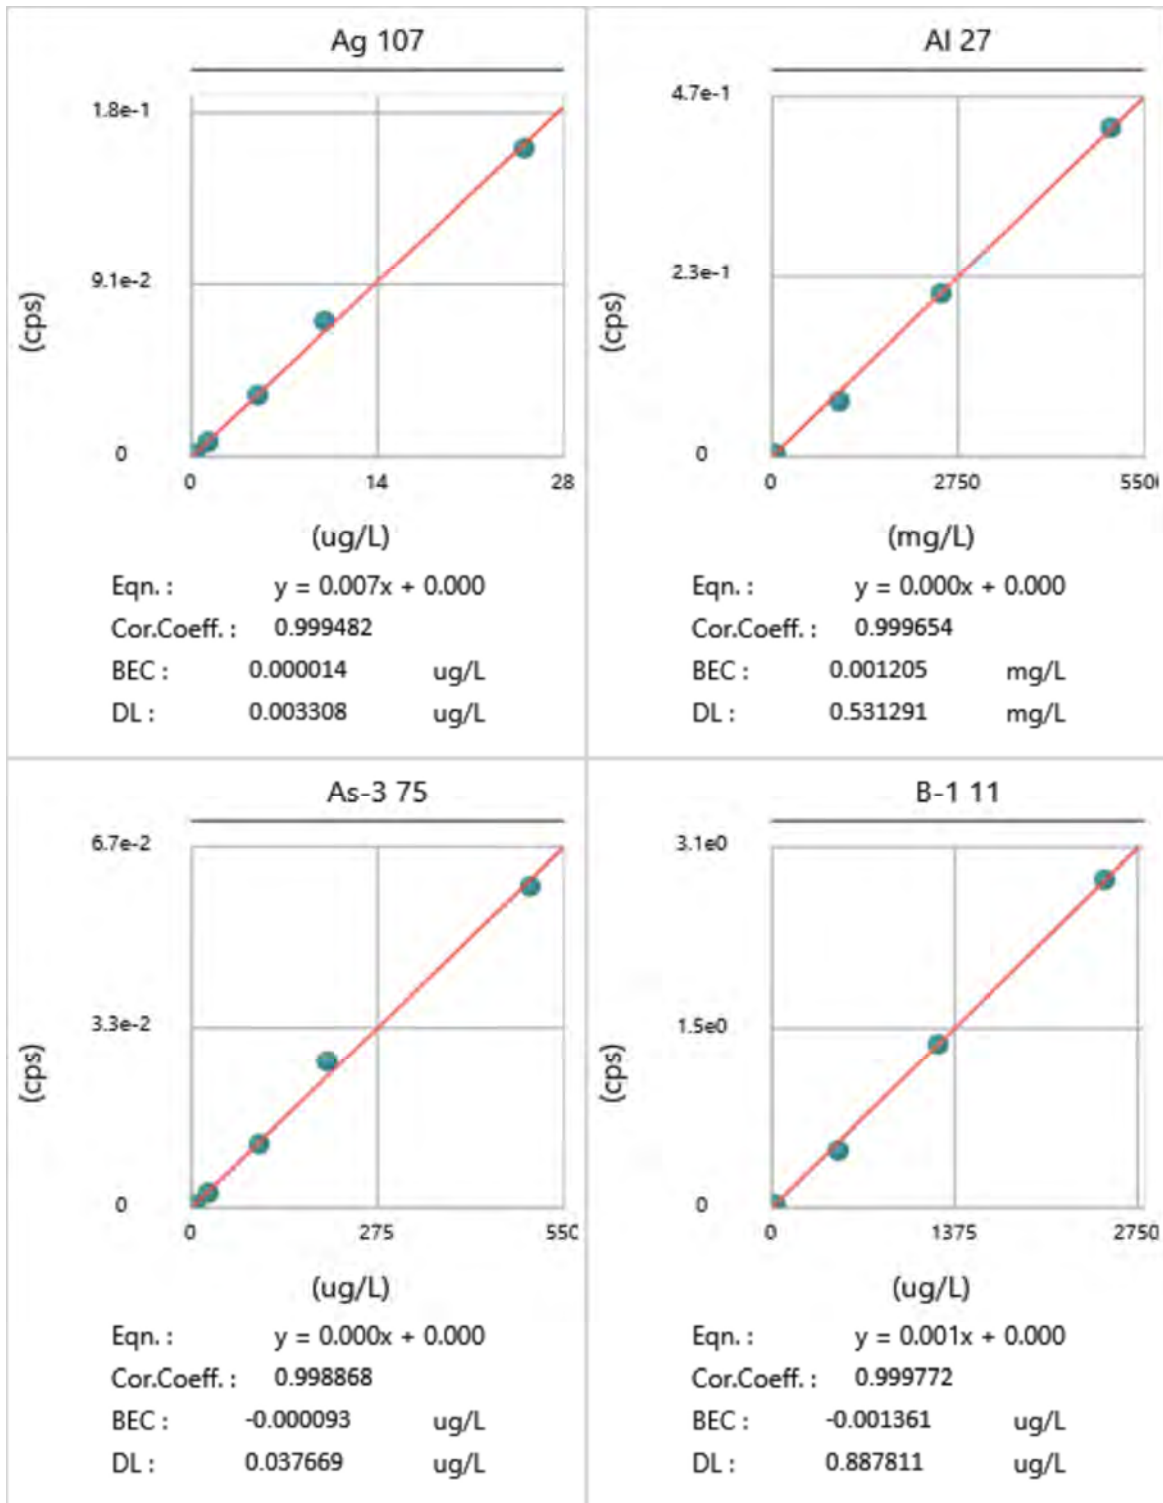 Ag 107
1.8e-1
9.1e-2
0
(cps)
0 14 28
(ug/L)
Eqn. : y = 0.007x + 0.000
Cor.Coeff. : 0.999482
BEC : 0.000014 ug/L
DL : 0.003308 ug/L
Al 27
4.7e-1
2.3e-1
0
(cps)
0 2750 550
(mg/L)
Eqn. : y = 0.000x + 0.000
Cor.Coeff. : 0.999654
BEC : 0.001205 mg/L
DL : 0.531291 mg/L
As-3 75
6.7e-2
3.3e-2
0
(cps)
0 275 550
(ug/L)
Eqn. : y = 0.000x + 0.000
Cor.Coeff. : 0.998868
BEC : -0.000093 ug/L
DL : 0.037669 ug/L
B-1 11
3.1e0
1.5e0
0
(cps)
0 1375 2750
(ug/L)
Eqn. : y = 0.001x + 0.000
Cor.Coeff. : 0.999772
BEC : -0.001361 ug/L
DL : 0.887811 ug/L